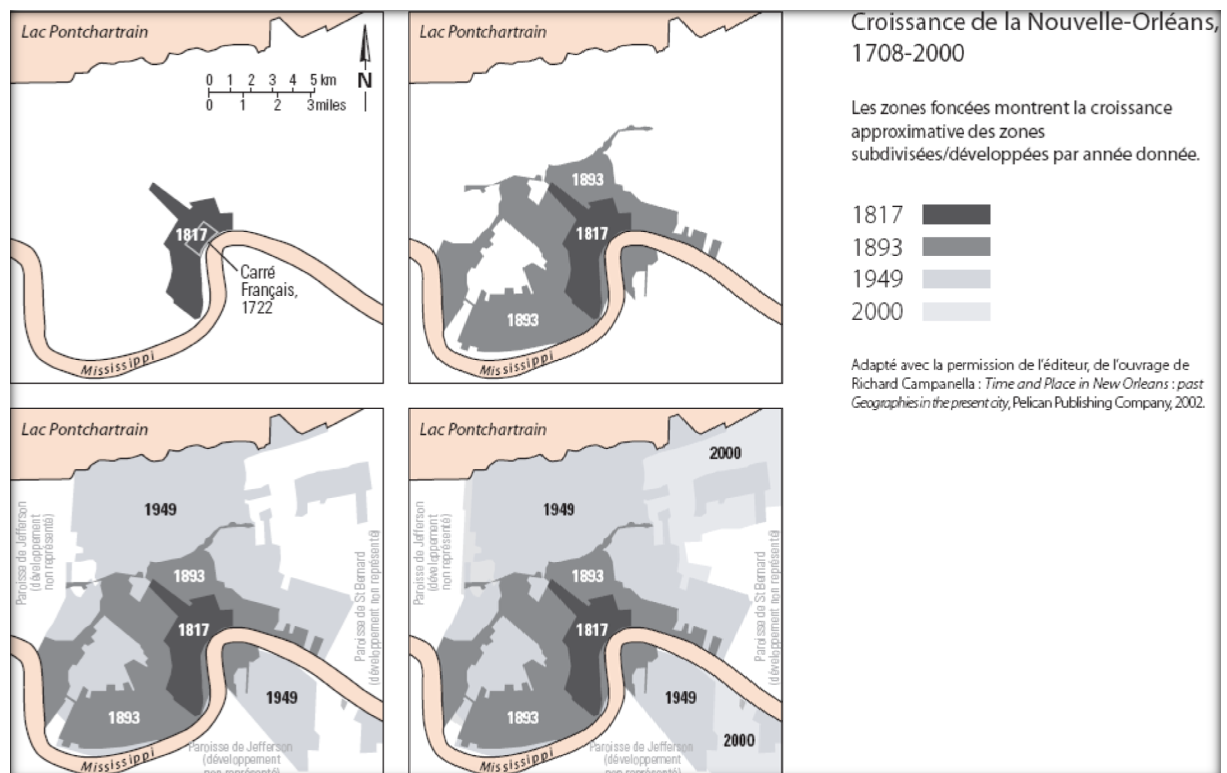 Lac Pontchartrain
0 1 2 3 4 5 km
0 1 2 3 miles
N
1817
Carré
Français,
1722
Mississippi
Lac Pontchartrain
1893
1817
1893
Mississippi
Croissance de la Nouvelle-Orléans,
1708-2000
Les zones foncées montrent la croissance
approximative des zones
subdivisées/développées par année donnée.
1817
1893
1949
2000
Adapté avec la permission de l'éditeur, de l'ouvrage de
Richard Campanella : Time and Place in New Orleans : past
Geographies in the present city, Pelican Publishing Company, 2002.
Lac Pontchartrain
1949
Paroisse de Jefferson
(développement
non représenté)
1893
1817
Paroisse de St Bernard
(développement non représenté)
1949
1893
Paroisse de Jefferson
(développement
non représenté)
Mississippi
Lac Pontchartrain
2000
1949
Paroisse de Jefferson
(développement
non représenté)
1893
1817
Paroisse de St Bernard
(développement non représenté)
1949
1893
2000
Paroisse de Jefferson
(développement
non représenté)
Mississippi